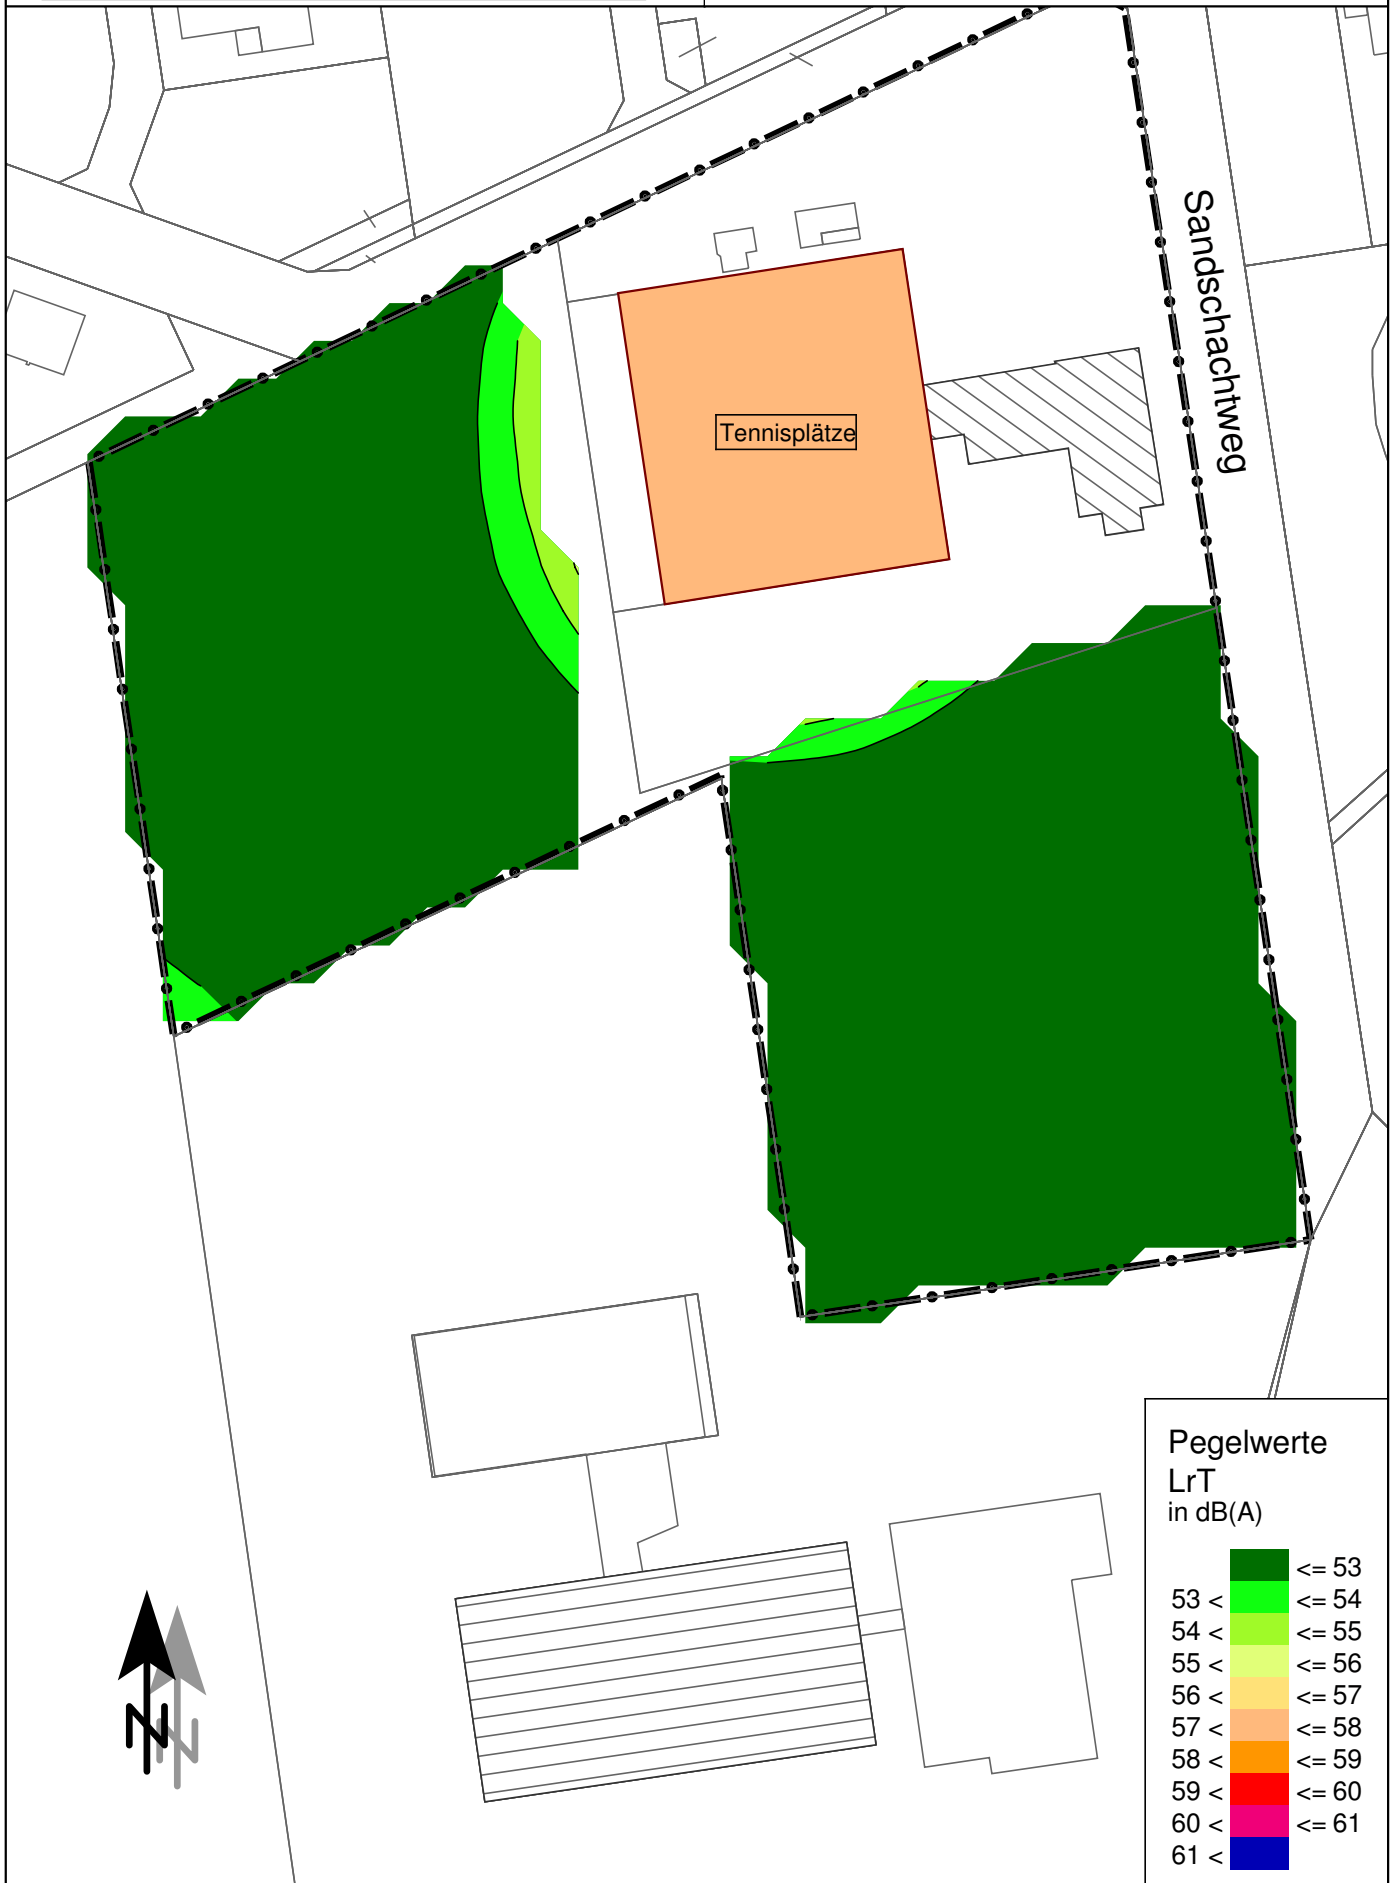 Sandschachtweg
Tennisplätze
Pegelwerte
LrT
in dB(A)
<= 53
53 < <= 54
54 < <= 55
55 < <= 56
56 < <= 57
57 < <= 58
58 < <= 59
59 < <= 60
60 < <= 61
61 <
N
N